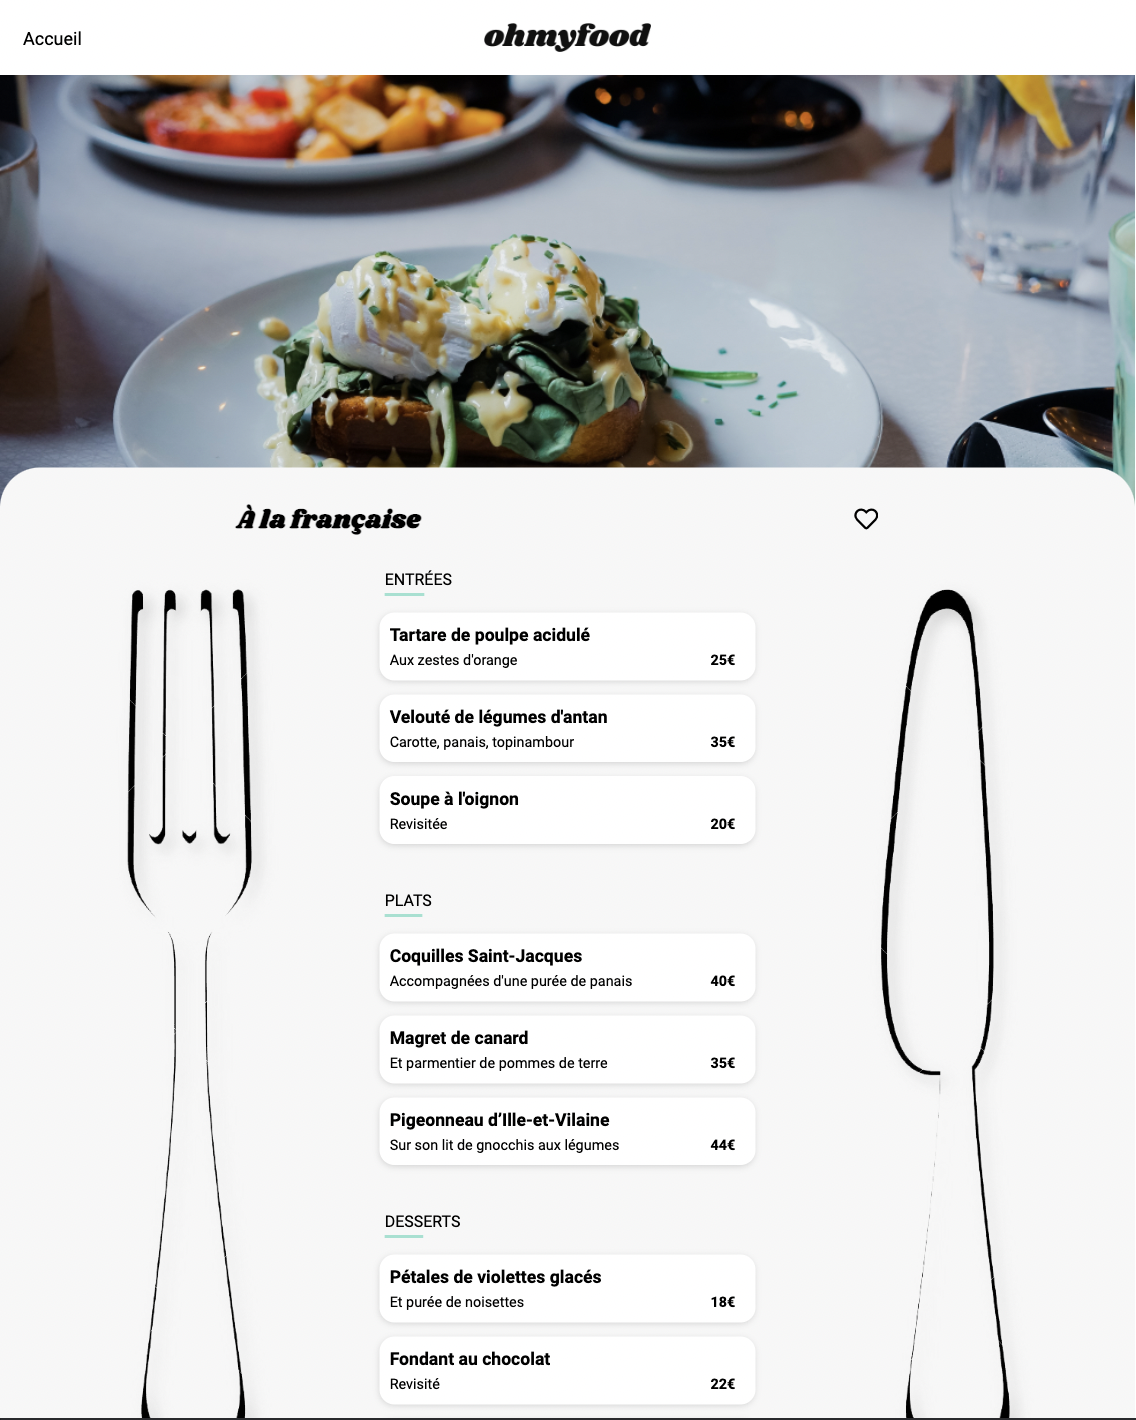 Accueil
ohmyfood
À la française
ENTRÉES
Tartare de poulpe acidulé
Aux zestes d'orange 25€
Velouté de légumes d'antan
Carotte, panais, topinambour 35€
Soupe à l'oignon
Revisitée 20€
PLATS
Coquilles Saint-Jacques
Accompagnées d'une purée de panais 40€
Magret de canard
Et parmentier de pommes de terre 35€
Pigeonneau d’Ille-et-Vilaine
Sur son lit de gnocchis aux légumes 44€
DESSERTS
Pétales de violettes glacés
Et purée de noisettes 18€
Fondant au chocolat
Revisité 22€